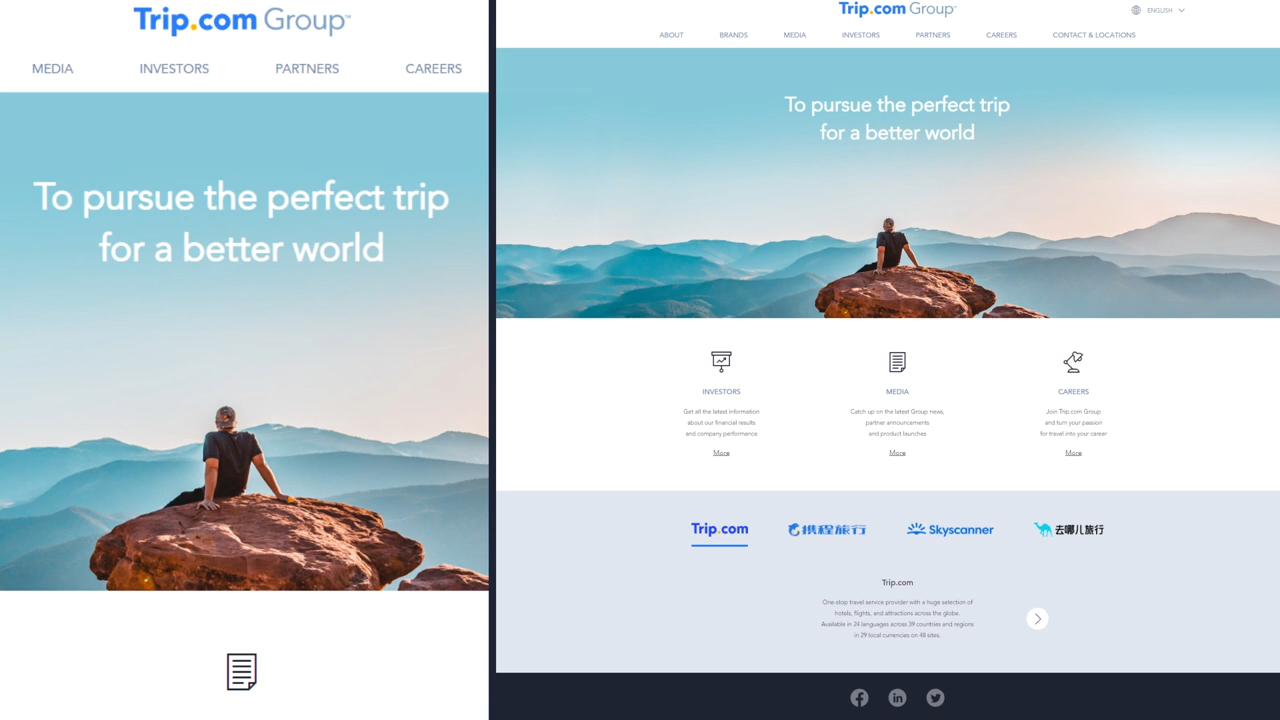 Trip.com Group™
MEDIA INVESTORS PARTNERS CAREERS
To pursue the perfect trip
for a better world
Trip.com Group™
ENGLISH
ABOUT BRANDS MEDIA INVESTORS PARTNERS CAREERS CONTACT & LOCATIONS
To pursue the perfect trip
for a better world
INVESTORS
Get all the latest information
about our financial results
and company performance
More
MEDIA
Catch up on the latest Group news,
partner announcements
and product launches
More
CAREERS
Join Trip.com Group
and turn your passion
for travel into your career
More
Trip.com 携程旅行 Skyscanner 去哪儿旅行
Trip.com
One-stop travel service provider with a huge selection of
hotels, flights, and attractions across the globe.
Available in 24 languages across 39 countries and regions
in 29 local currencies on 48 sites.